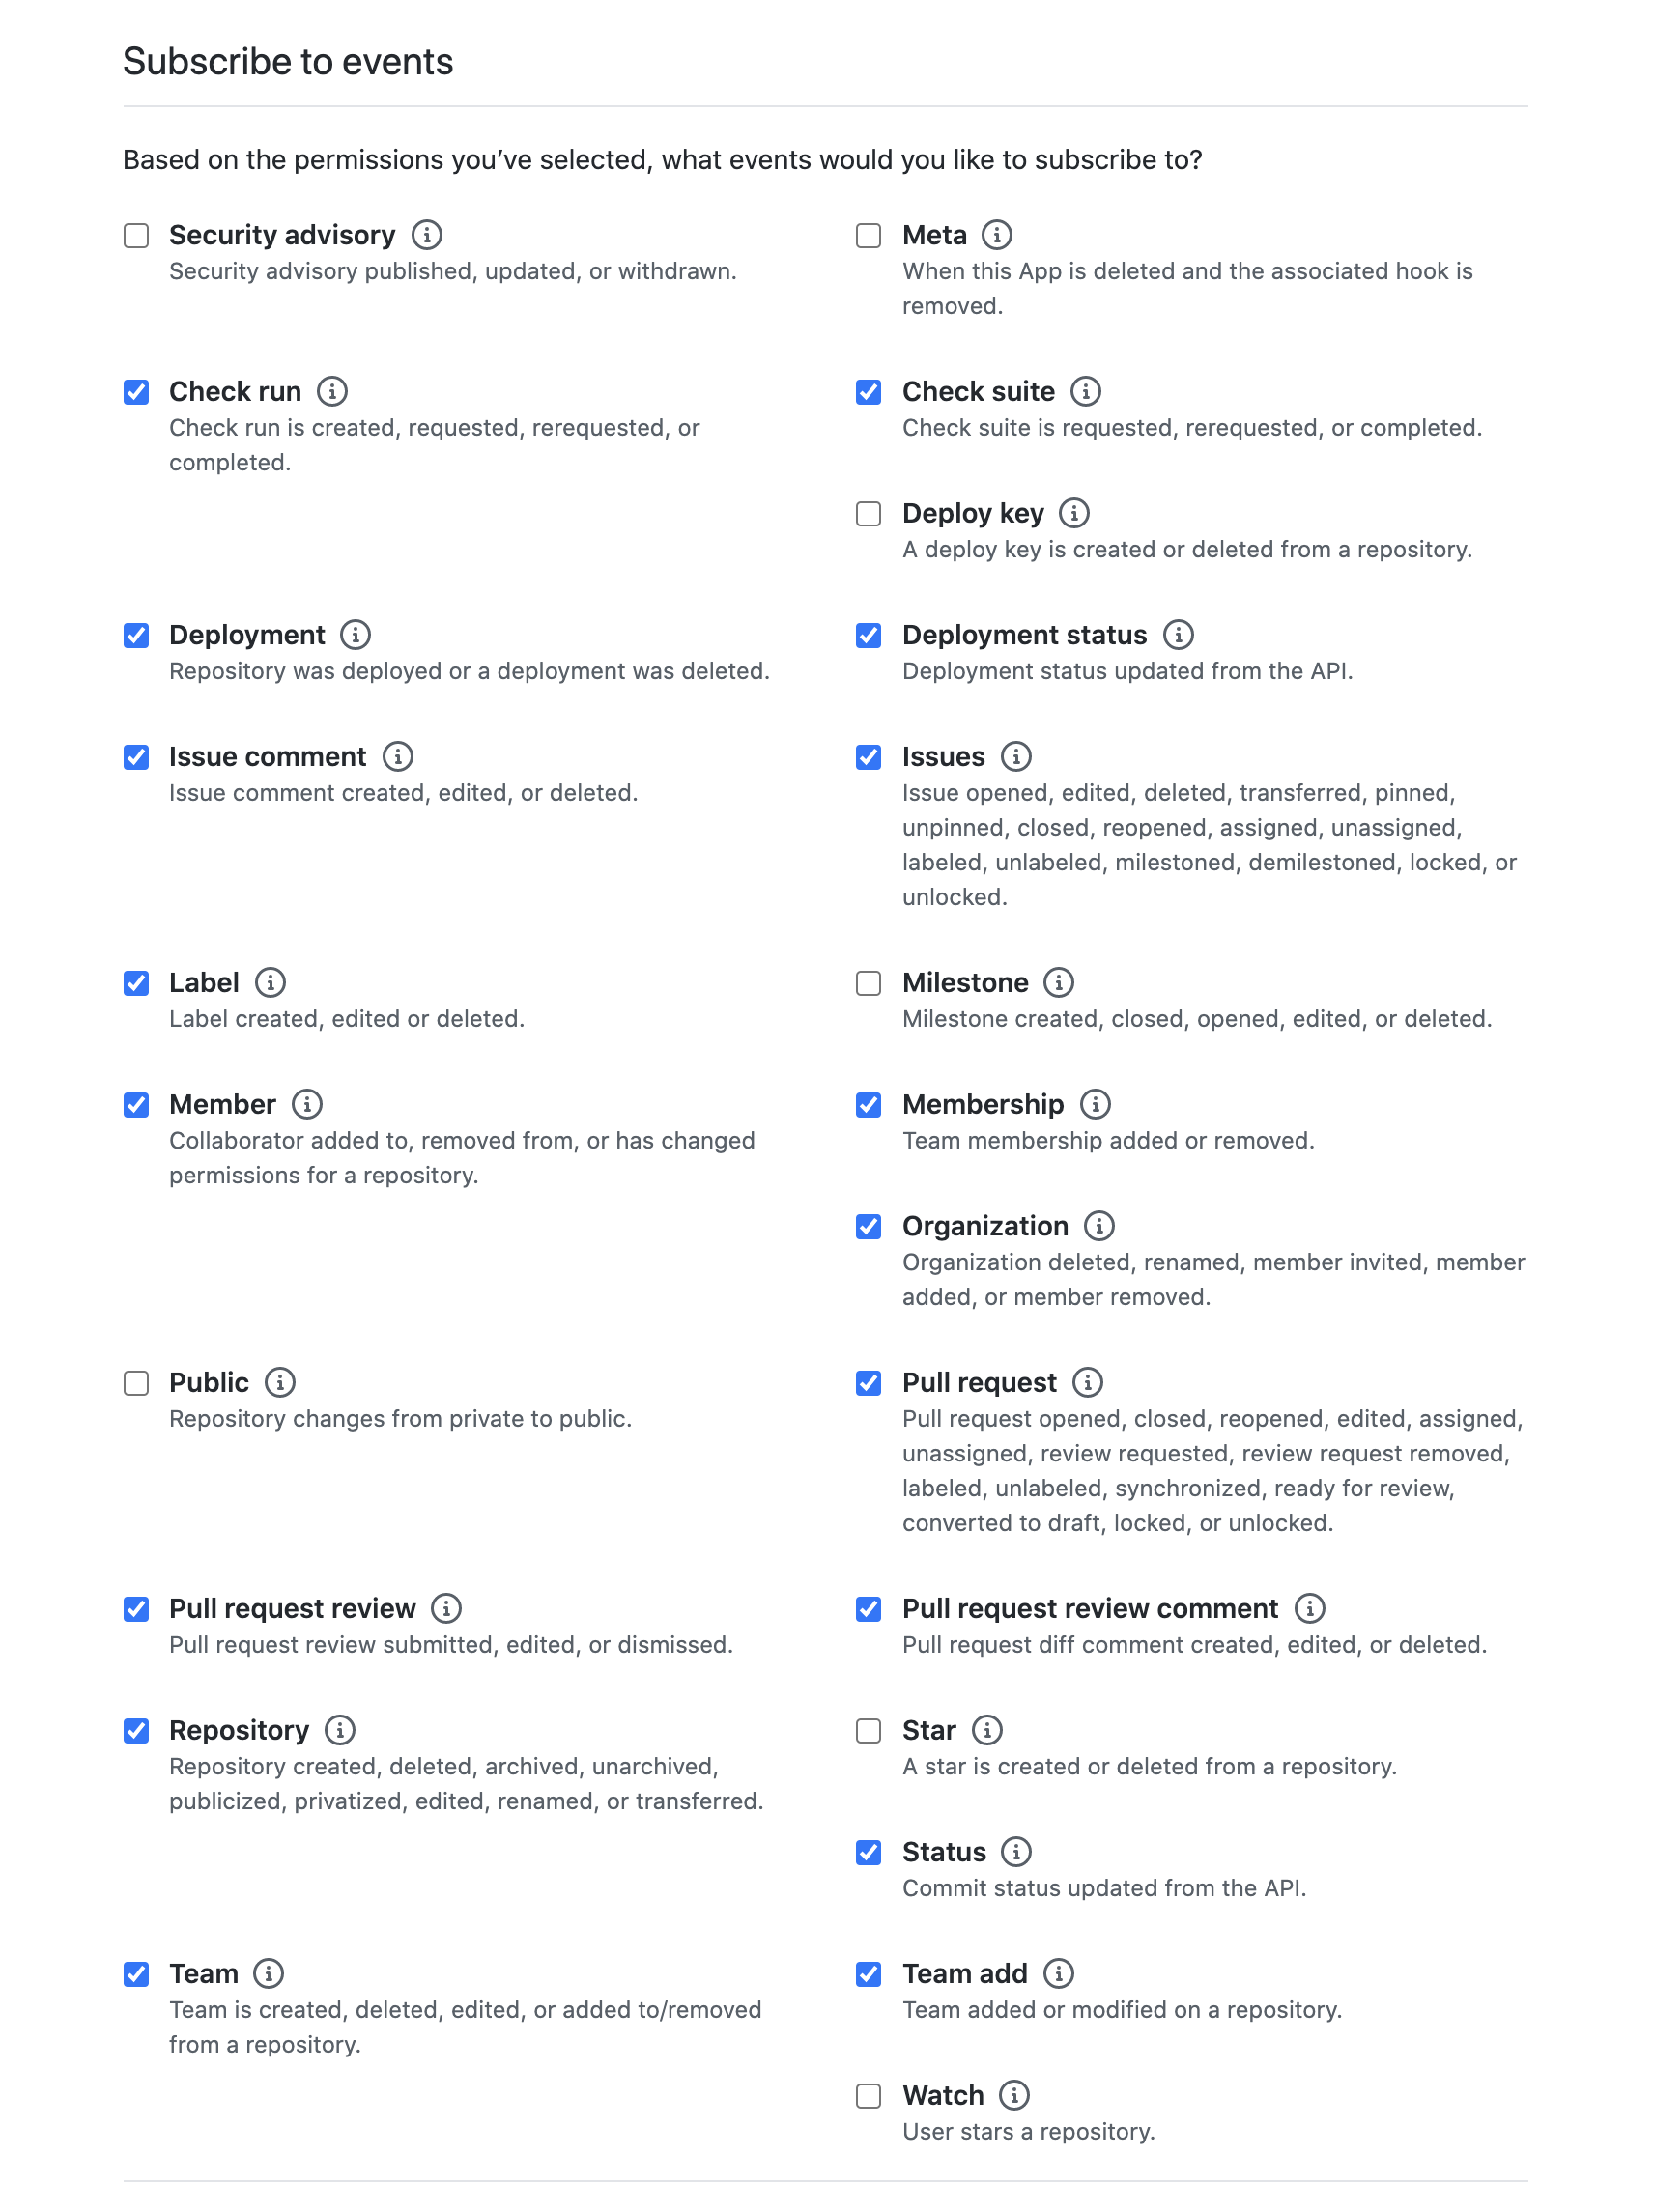 Subscribe to events
Based on the permissions you’ve selected, what events would you like to subscribe to?
Security advisory
Security advisory published, updated, or withdrawn.
Meta
When this App is deleted and the associated hook is
removed.
Check run
Check run is created, requested, rerequested, or
completed.
Check suite
Check suite is requested, rerequested, or completed.
Deploy key
A deploy key is created or deleted from a repository.
Deployment
Repository was deployed or a deployment was deleted.
Deployment status
Deployment status updated from the API.
Issue comment
Issue comment created, edited, or deleted.
Issues
Issue opened, edited, deleted, transferred, pinned,
unpinned, closed, reopened, assigned, unassigned,
labeled, unlabeled, milestoned, demilestoned, locked, or
unlocked.
Label
Label created, edited or deleted.
Milestone
Milestone created, closed, opened, edited, or deleted.
Member
Collaborator added to, removed from, or has changed
permissions for a repository.
Membership
Team membership added or removed.
Organization
Organization deleted, renamed, member invited, member
added, or member removed.
Public
Repository changes from private to public.
Pull request
Pull request opened, closed, reopened, edited, assigned,
unassigned, review requested, review request removed,
labeled, unlabeled, synchronized, ready for review,
converted to draft, locked, or unlocked.
Pull request review
Pull request review submitted, edited, or dismissed.
Pull request review comment
Pull request diff comment created, edited, or deleted.
Repository
Repository created, deleted, archived, unarchived,
publicized, privatized, edited, renamed, or transferred.
Star
A star is created or deleted from a repository.
Status
Commit status updated from the API.
Team
Team is created, deleted, edited, or added to/removed
from a repository.
Team add
Team added or modified on a repository.
Watch
User stars a repository.